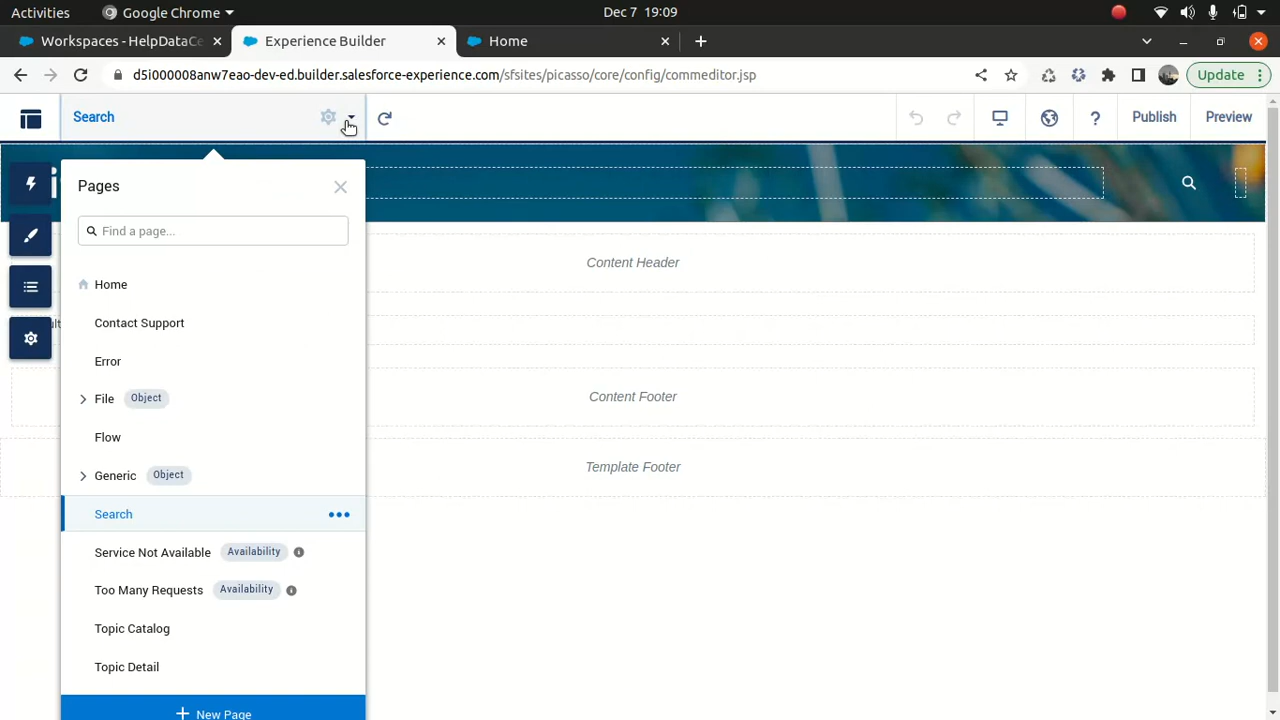 Activities
Google Chrome
Dec 7 19:09
Workspaces - HelpDataCe
Experience Builder
Home
d5i000008anw7eao-dev-ed.builder.salesforce-experience.com/sfsites/picasso/core/config/commeditor.jsp
Update
Search
Publish
Preview
Pages
Find a page...
Content Header
Home
Contact Support
Error
File Object
Content Footer
Flow
Template Footer
Generic Object
Search
Service Not Available Availability
Too Many Requests Availability
Topic Catalog
Topic Detail
New Page